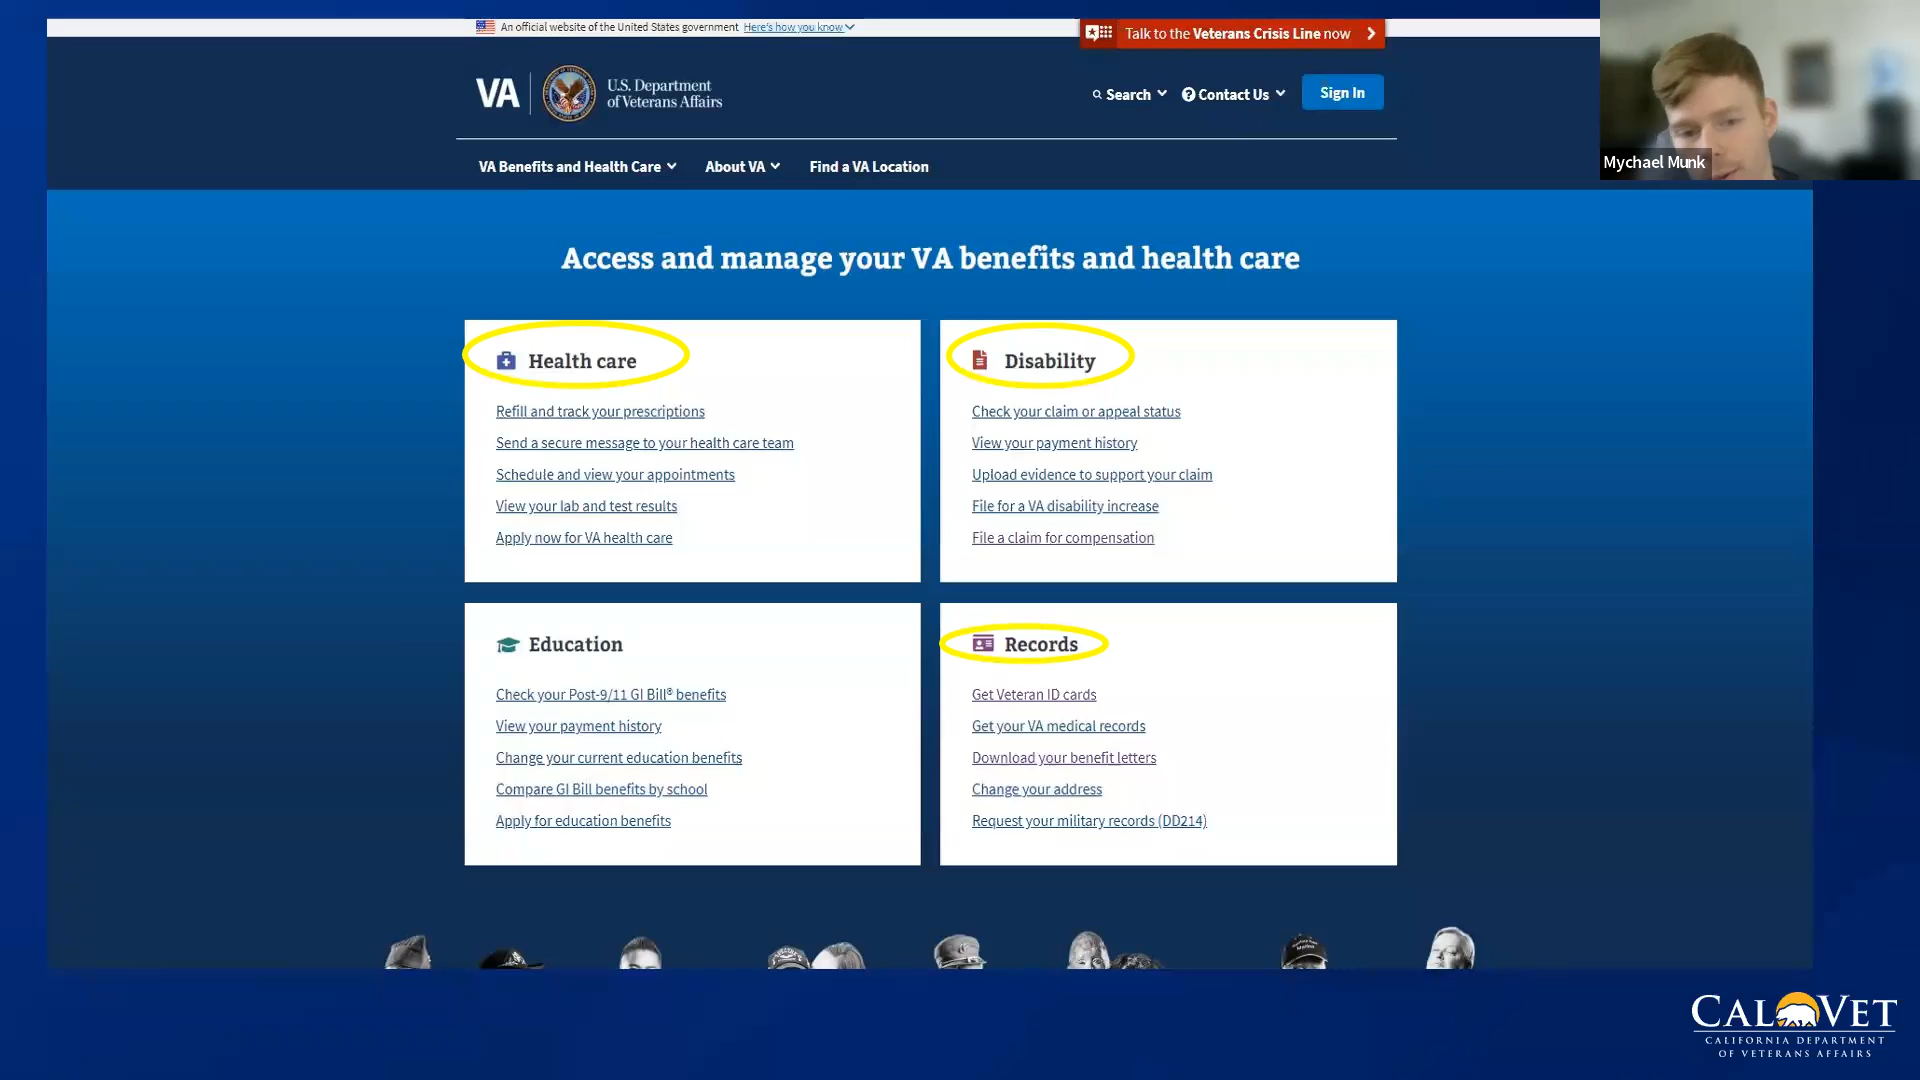 An official website of the United States government Here's how you know
Talk to the Veterans Crisis Line now
VA
U.S. Department
of Veterans Affairs
Search
Contact Us
Sign In
Mychael Munk
VA Benefits and Health Care
About VA
Find a VA Location
Access and manage your VA benefits and health care
Health care
Refill and track your prescriptions
Send a secure message to your health care team
Schedule and view your appointments
View your lab and test results
Apply now for VA health care
Disability
Check your claim or appeal status
View your payment history
Upload evidence to support your claim
File for a VA disability increase
File a claim for compensation
Education
Check your Post-9/11 GI Bill® benefits
View your payment history
Change your current education benefits
Compare GI Bill benefits by school
Apply for education benefits
Records
Get Veteran ID cards
Get your VA medical records
Download your benefit letters
Change your address
Request your military records (DD214)
CALVET
CALIFORNIA DEPARTMENT
OF VETERANS AFFAIRS